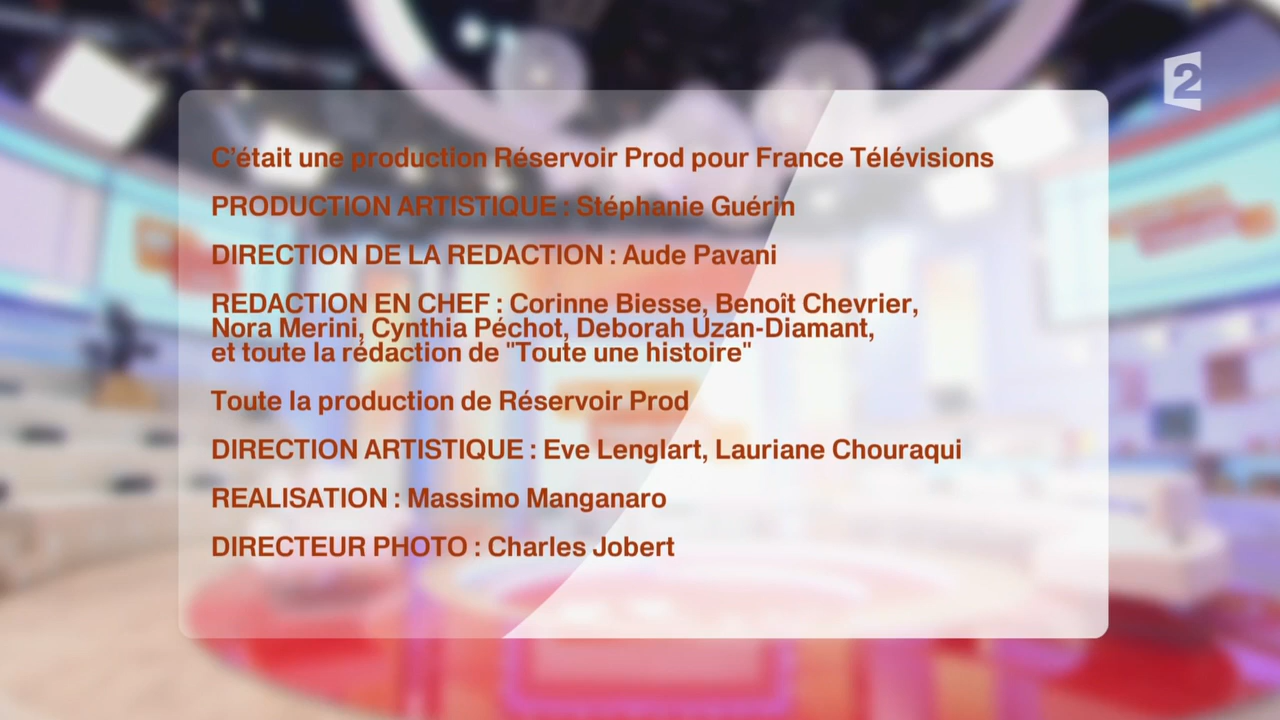 2
C'était une production Réservoir Prod pour France Télévisions
PRODUCTION ARTISTIQUE : Stéphanie Guérin
DIRECTION DE LA REDACTION : Aude Pavani
REDACTION EN CHEF : Corinne Biesse, Benoît Chevrier,
Nora Merini, Cynthia Péchot, Deborah Uzan-Diamant,
et toute la rédaction de "Toute une histoire"
Toute la production de Réservoir Prod
DIRECTION ARTISTIQUE : Eve Lenglart, Lauriane Chouraqui
REALISATION : Massimo Manganaro
DIRECTEUR PHOTO : Charles Jobert